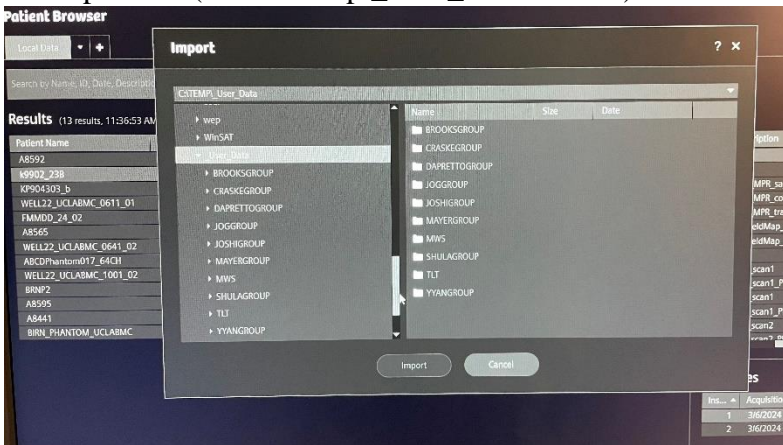 Patient Browser
Local Data
Search by Name, ID, Date, Descriptio
Results (13 results, 11:36:53 AM
Patient Name
A8592
k9902_238
KP904303_b
WELL22_UCLABMC_0611_01
FMMDD_24_02
A8565
WELL22_UCLABMC_0641_02
ABCDPhantom017_64CH
WELL22_UCLABMC_1001_02
BRNP2
A8595
A8441
BIRN_PHANTOM_UCLABMC
Import
? ×
C:\TEMP\_User_Data
wep
WinSAT
_User_Data
BROOKSGROUP
CRASKEGROUP
DAPRETTOGROUP
JOGGROUP
JOSHIGROUP
MAYERGROUP
MWS
SHULAGROUP
TLT
YYANGROUP
Name Size Date
BROOKSGROUP
CRASKEGROUP
DAPRETTOGROUP
JOGGROUP
JOSHIGROUP
MAYERGROUP
MWS
SHULAGROUP
TLT
YYANGROUP
Import Cancel
ription
MPR_sa
MPR_co
MPR_tra
eldMap_
eldMap_
scan1
scan1_P
scan1
scan1_P
scan2
es
Ins... Acquisitio
1 3/6/2024
2 3/6/2024